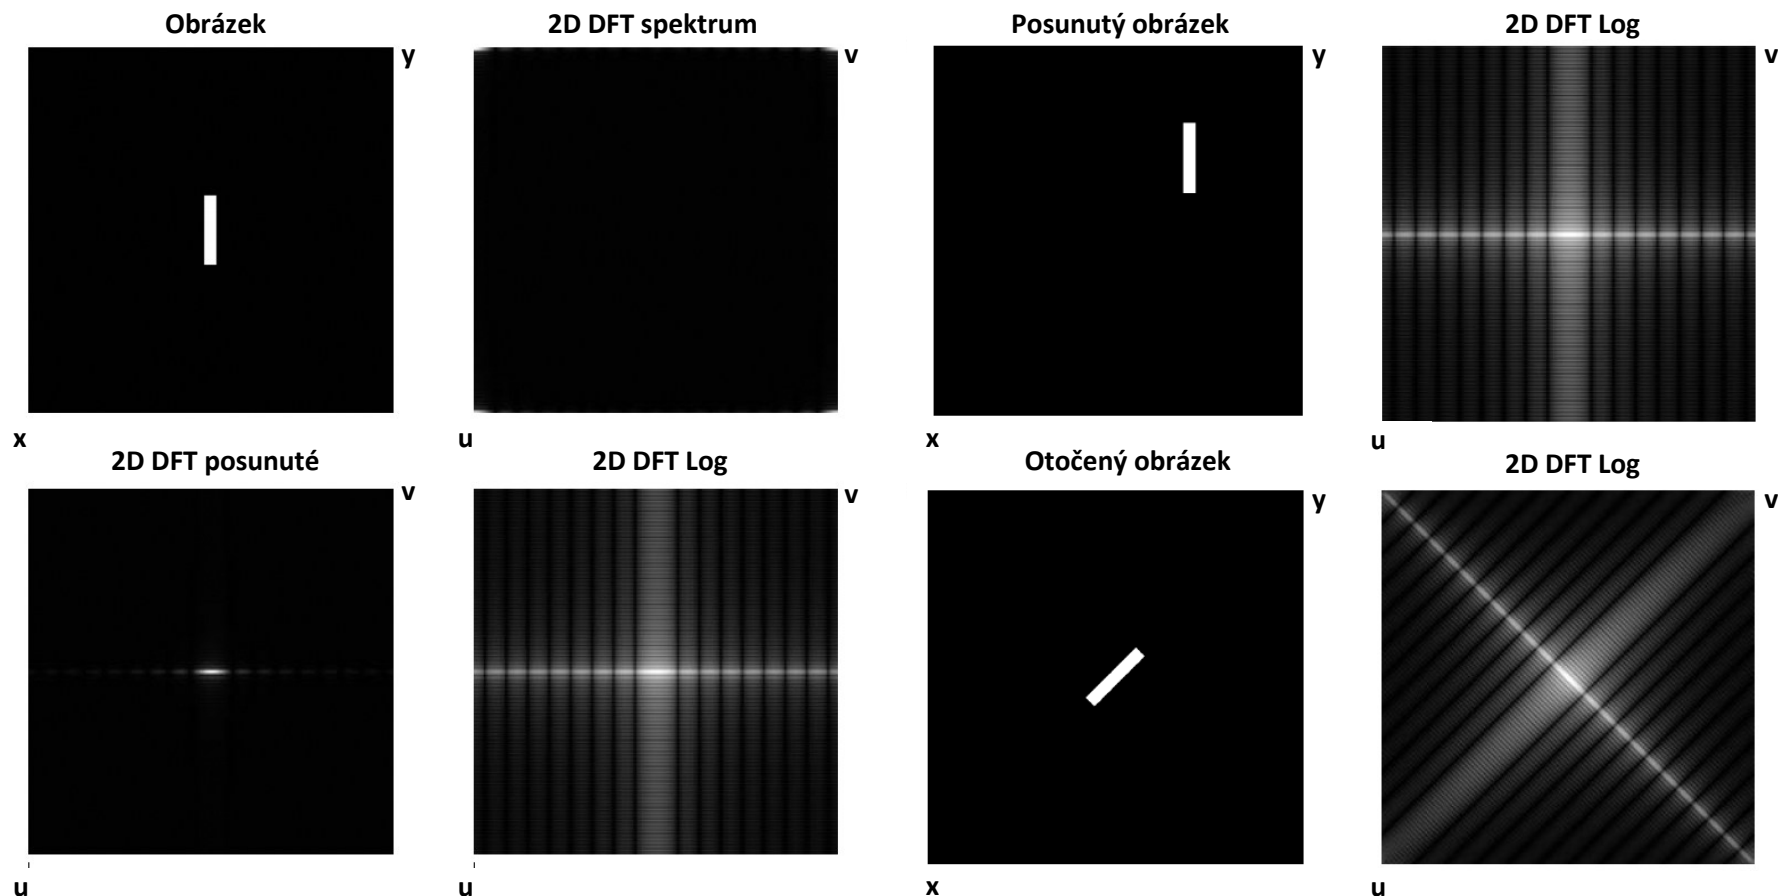 Obrázek
2D DFT spektrum
Posunutý obrázek
2D DFT Log
y
v
y
v
x
u
x
u
2D DFT posunuté
2D DFT Log
Otočený obrázek
2D DFT Log
v
v
y
v
u
u
x
u